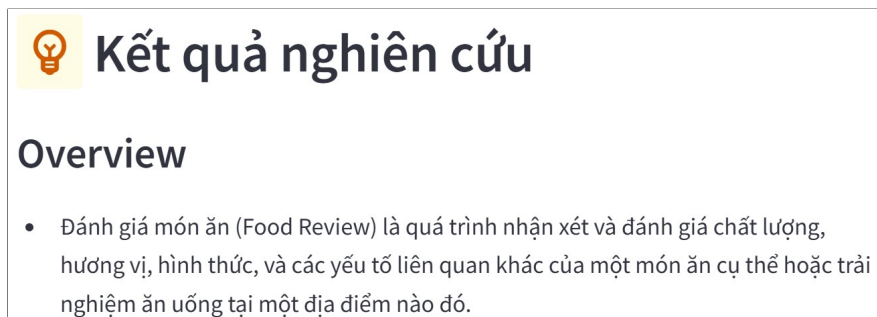 Kết quả nghiên cứu
Overview
• Đánh giá món ăn (Food Review) là quá trình nhận xét và đánh giá chất lượng,
hương vị, hình thức, và các yếu tố liên quan khác của một món ăn cụ thể hoặc trải
nghiệm ăn uống tại một địa điểm nào đó.